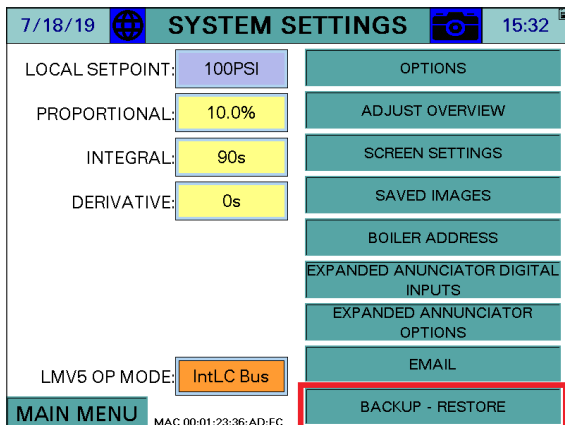 7/18/19 SYSTEM SETTINGS 15:32
LOCAL SETPOINT: 100PSI
PROPORTIONAL: 10.0%
INTEGRAL: 90s
DERIVATIVE: 0s
LMV5 OP MODE: IntLC Bus
MAIN MENU MAC 00:01:23:36:AD:EC
OPTIONS
ADJUST OVERVIEW
SCREEN SETTINGS
SAVED IMAGES
BOILER ADDRESS
EXPANDED ANUNCIATOR DIGITAL
INPUTS
EXPANDED ANNUNCIATOR
OPTIONS
EMAIL
BACKUP - RESTORE